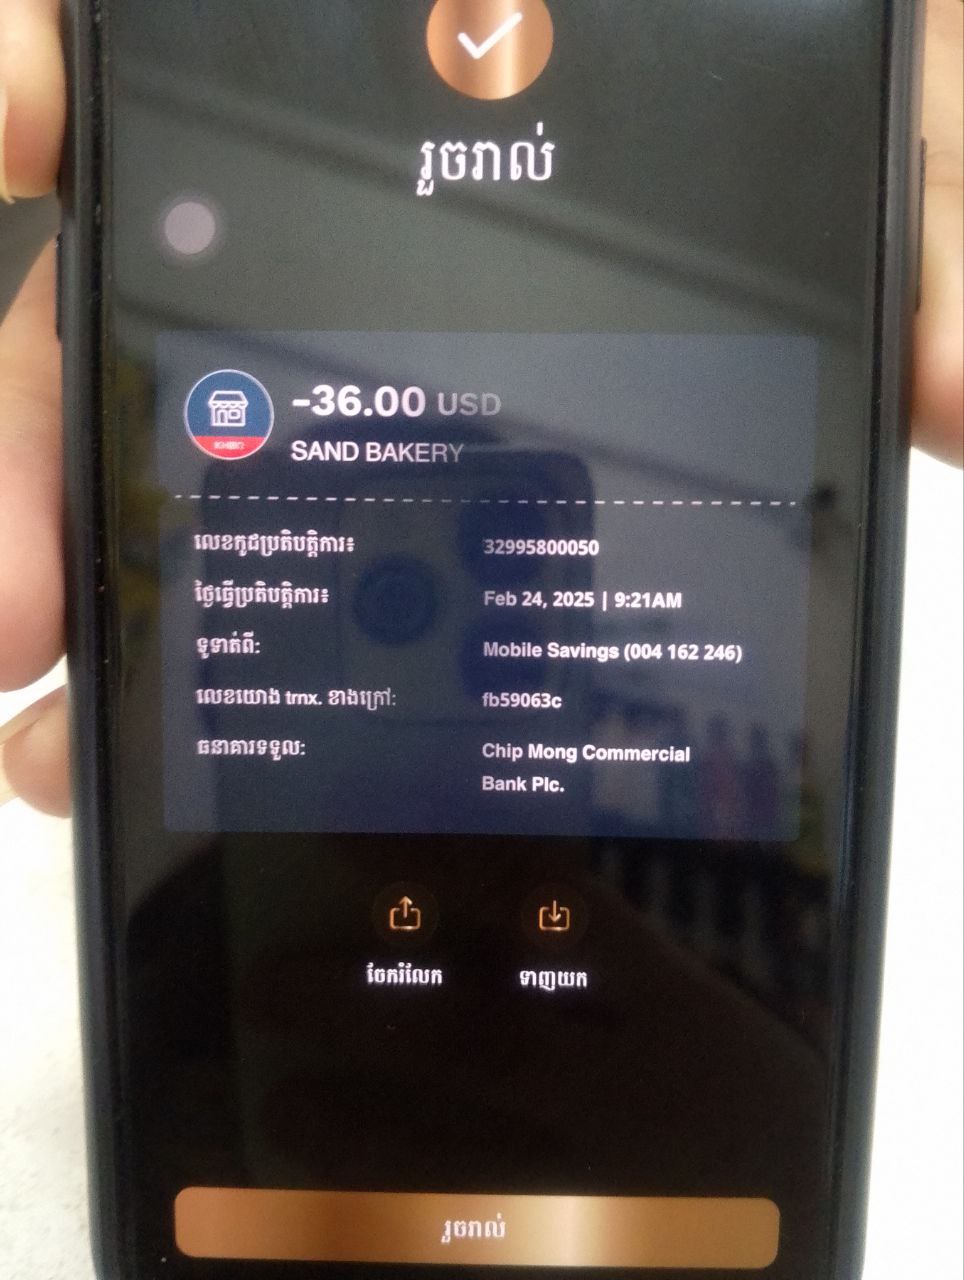 រួចរាល់
-36.00 USD
SAND BAKERY
លេខកូដប្រតិបត្តិការ៖ 32995800050
ថ្ងៃធ្វើប្រតិបត្តិការ៖ Feb 24, 2025 | 9:21AM
ទូទាត់ពី: Mobile Savings (004 162 246)
លេខយោង trnx. ខាងក្រៅ: fb59063c
ធនាគារទទួល: Chip Mong Commercial
Bank Plc.
ចែករំលែក ទាញយក
រួចរាល់